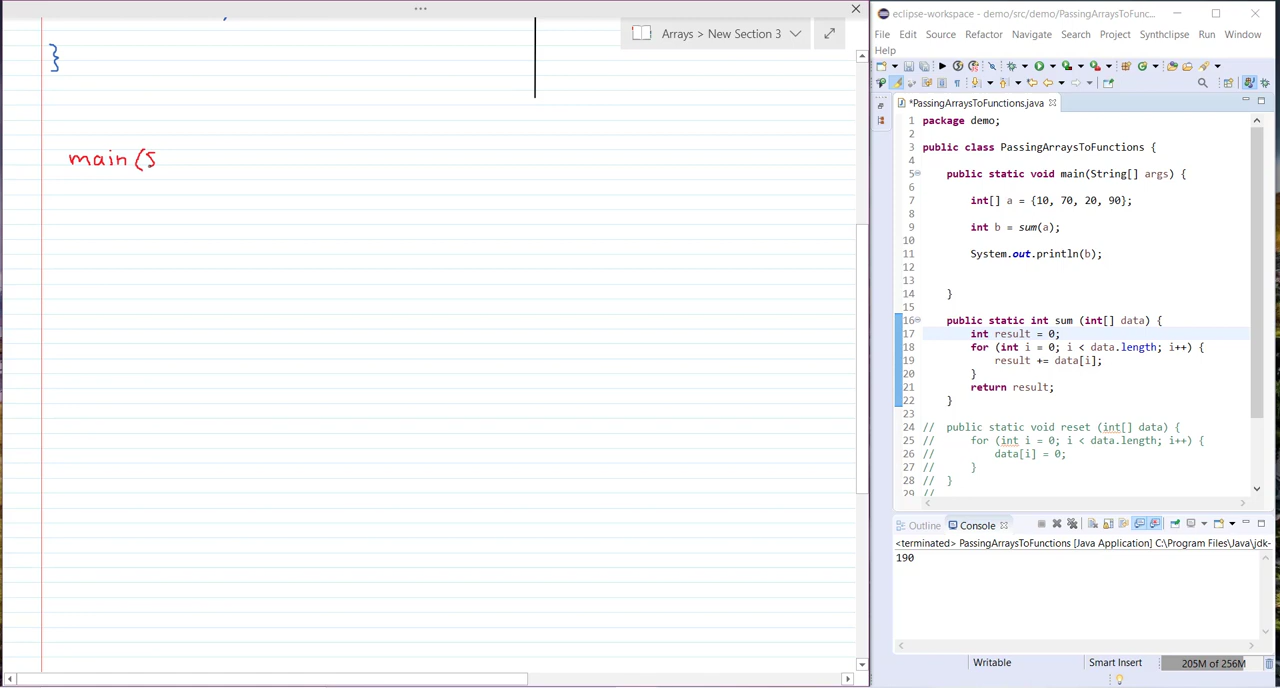 }
main (S
Arrays > New Section 3
eclipse-workspace - demo/src/demo/PassingArraysToFunc...
File Edit Source Refactor Navigate Search Project Synthclipse Run Window
Help
*PassingArraysToFunctions.java
1 package demo;
2
3 public class PassingArraysToFunctions {
4
5 public static void main(String[] args) {
6
7 int[] a = {10, 70, 20, 90};
8
9 int b = sum(a);
10
11 System.out.println(b);
12
13
14 }
15
16 public static int sum (int[] data) {
17 int result = 0;
18 for (int i = 0; i < data.length; i++) {
19 result += data[i];
20 }
21 return result;
22 }
23
24 // public static void reset (int[] data) {
25 // for (int i = 0; i < data.length; i++) {
26 // data[i] = 0;
27 // }
28 // }
29 //
Outline Console
<terminated> PassingArraysToFunctions [Java Application] C:\Program Files\Java\jdk-
190
Writable Smart Insert 205M of 256M